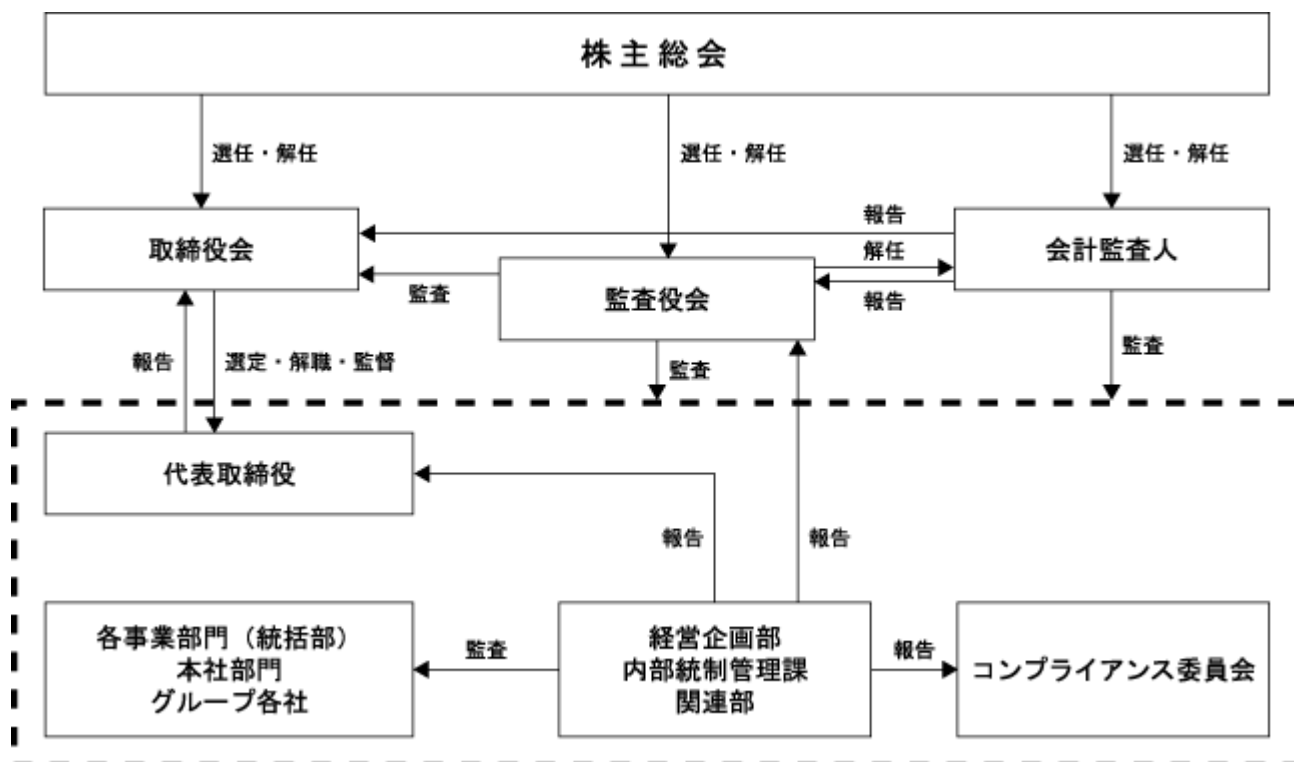 株主総会
選任・解任
選任・解任
選任・解任
取締役会
報告
会計監査人
解任
監査
監査役会
報告
報告
選定・解職・監督
監査
監査
代表取締役
報告
報告
各事業部門（統括部）
本社部門
グループ各社
監査
経営企画部
内部統制管理課
関連部
報告
コンプライアンス委員会